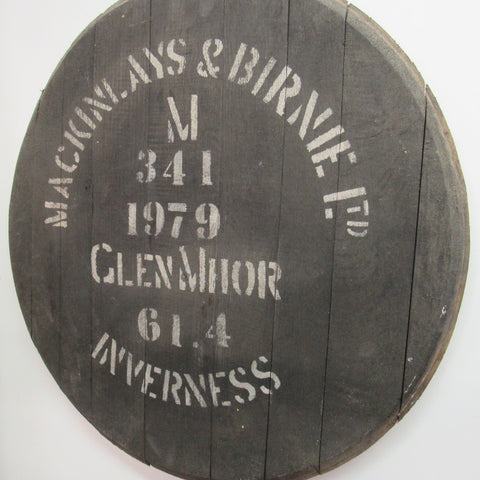 MACKINLAYS & BIRNIE LTD
M
341
1979
GLEN MHOR
61.4
INVERNESS